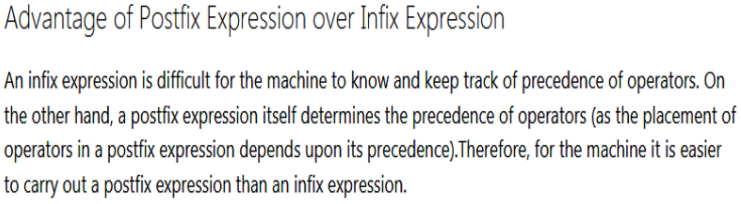 Advantage of Postfix Expression over Infix Expression
An infix expression is difficult for the machine to know and keep track of precedence of operators. On
the other hand, a postfix expression itself determines the precedence of operators (as the placement of
operators in a postfix expression depends upon its precedence).Therefore, for the machine it is easier
to carry out a postfix expression than an infix expression.